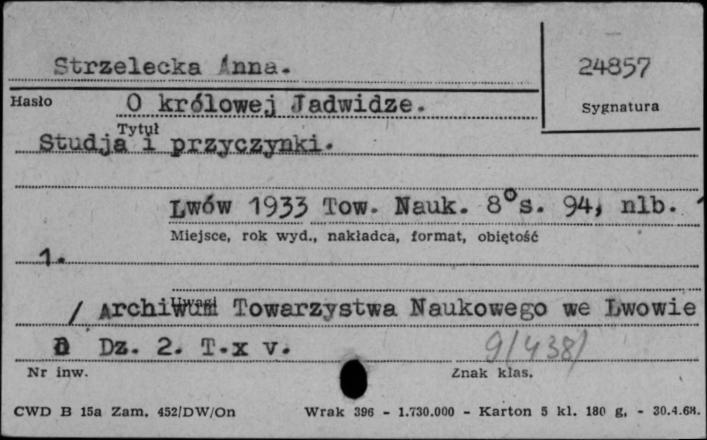 Strzelecka Anna.
24857
Hasło
Sygnatura
O królowej Jadwidze.
Tytuł
Studja i przyczynki.
Lwów 1933 Tow. Nauk. 8° s. 94, nlb.
Miejsce, rok wyd., nakładca, format, obiętość
1.
Uwagi
/ Archiwum Towarzystwa Naukowego we Lwowie
Dz. 2. T.x v.
9/438/
Nr inw.
Znak klas.
CWD B 15a Zam. 452/DW/On Wrak 396 - 1.730.000 - Karton 5 kl. 180 g, - 30.4.68.